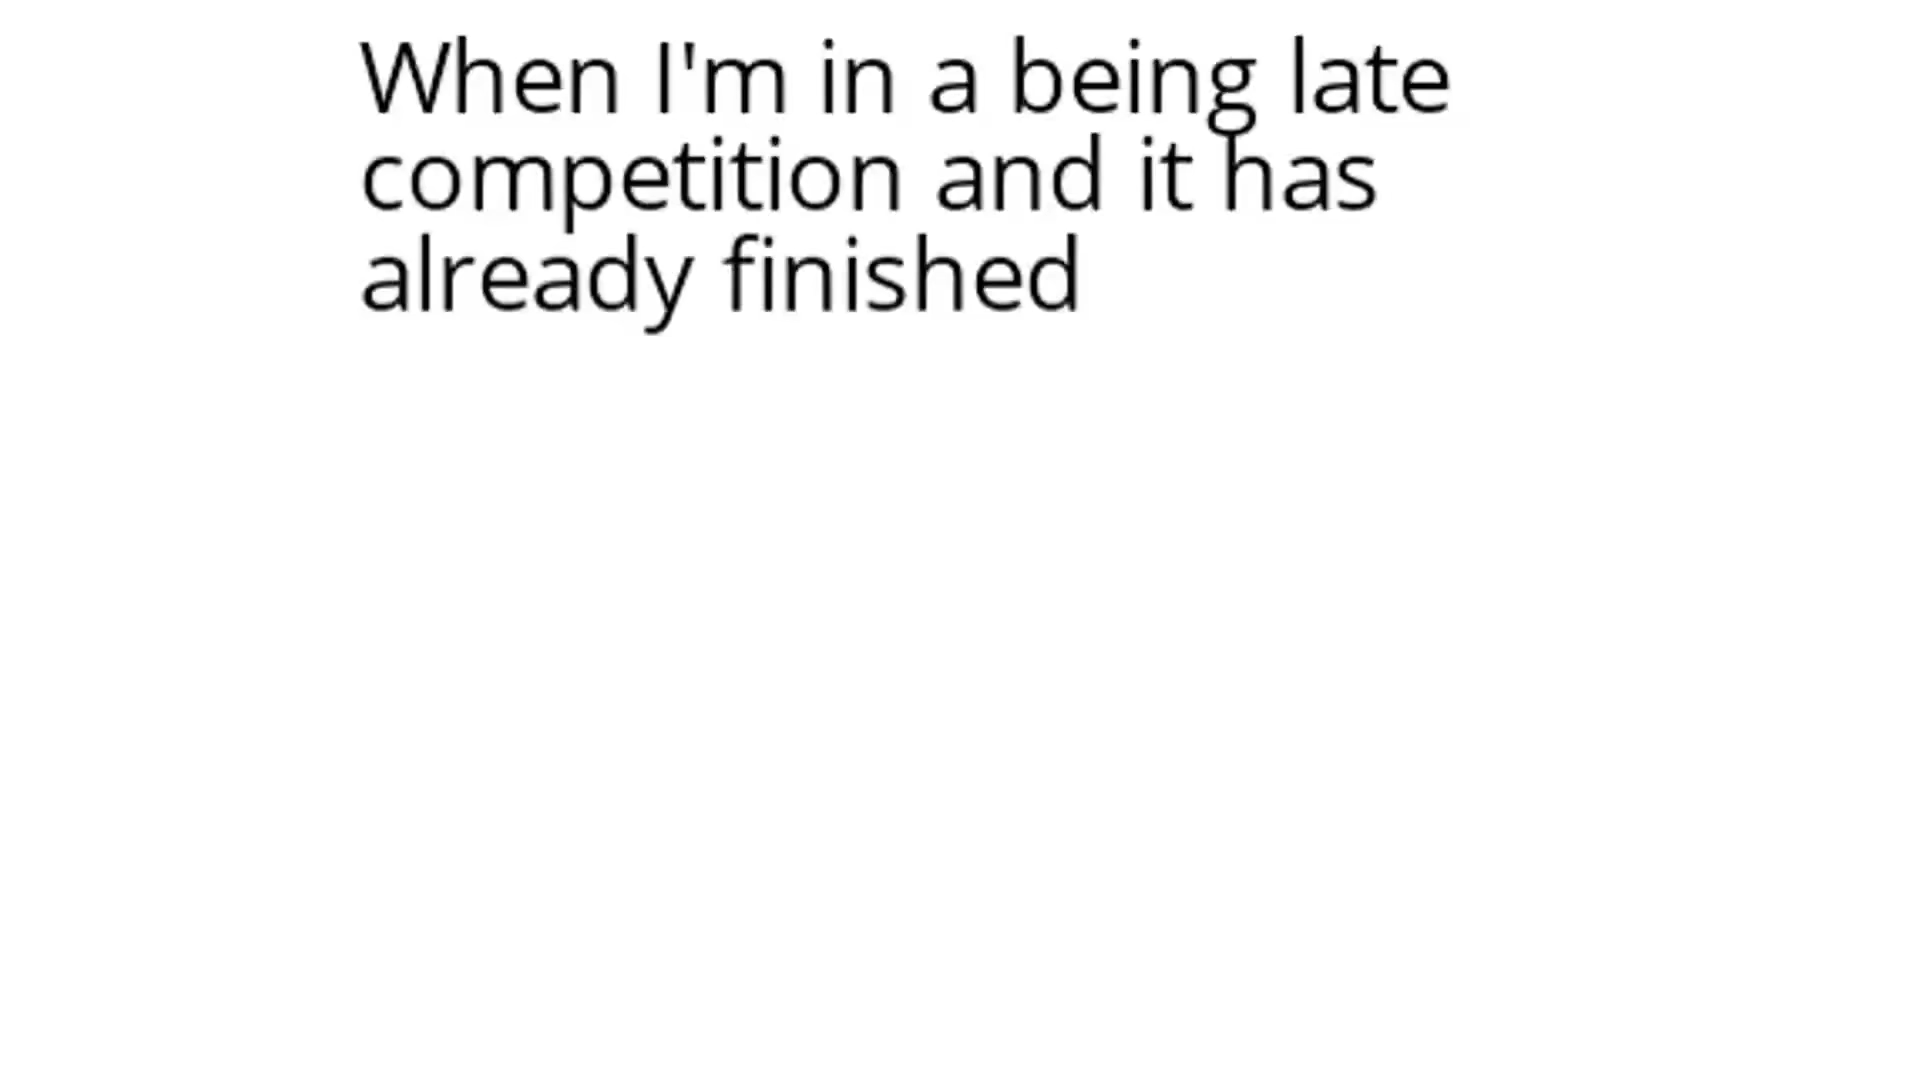 When I'm in a being late
competition and it has
already finished